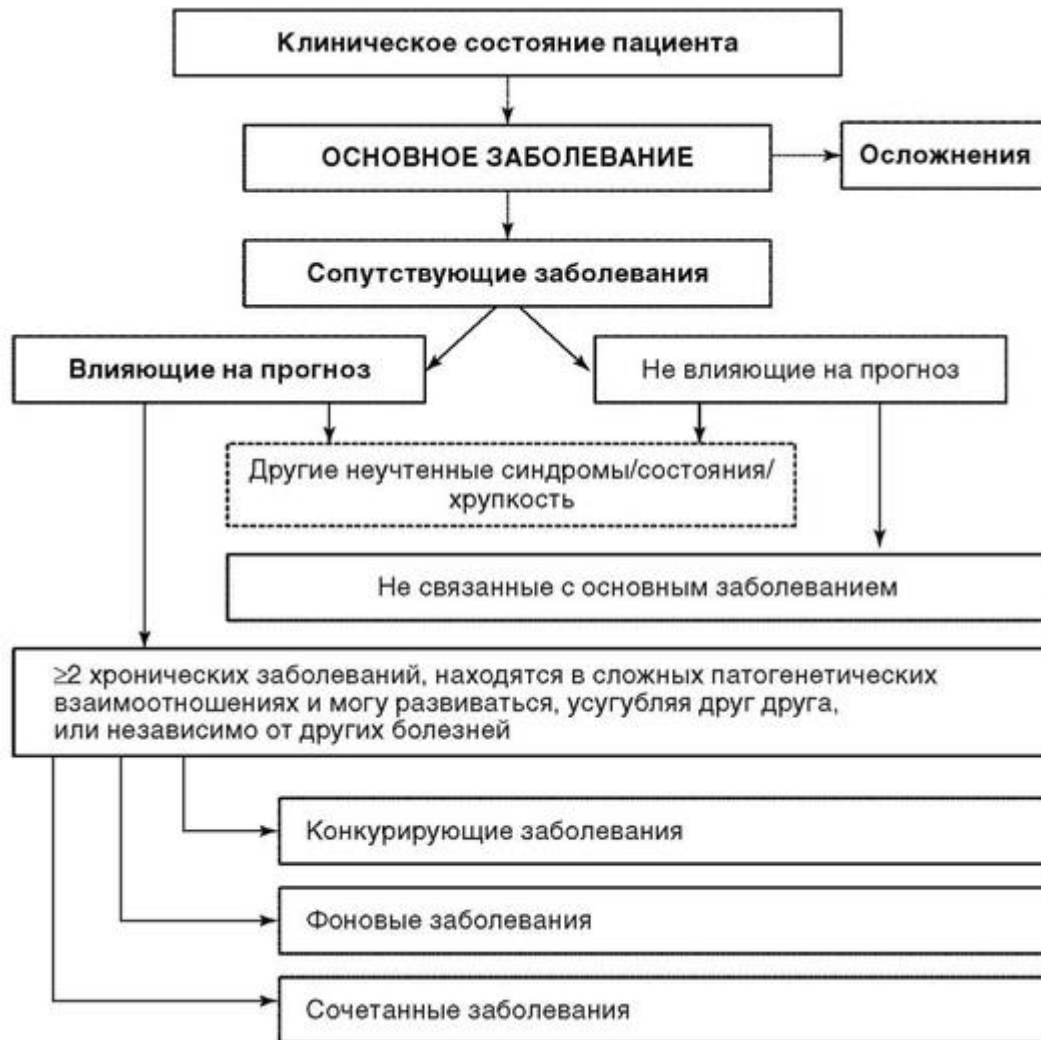 Клиническое состояние пациента
ОСНОВНОЕ ЗАБОЛЕВАНИЕ
Осложнения
Сопутствующие заболевания
Влияющие на прогноз
Не влияющие на прогноз
Другие неучтенные синдромы/состояния/
хрупкость
Не связанные с основным заболеванием
≥2 хронических заболеваний, находятся в сложных патогенетических
взаимоотношениях и могу развиваться, усугубляя друг друга,
или независимо от других болезней
Конкурирующие заболевания
Фоновые заболевания
Сочетанные заболевания